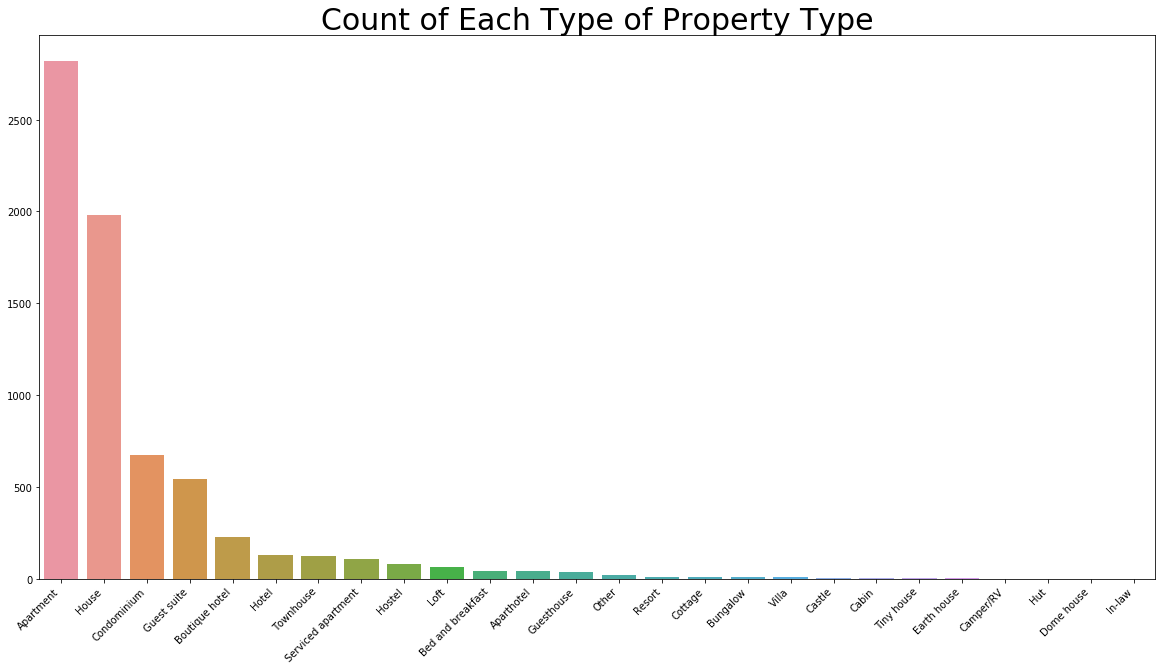 Count of Each Type of Property Type
2500
2000
1500
1000
500
0
Apartment
House
Condominium
Guest suite
Boutique hotel
Hotel
Townhouse
Serviced apartment
Hostel
Loft
Bed and breakfast
Aparthotel
Guesthouse
Other
Resort
Cottage
Bungalow
Villa
Castle
Cabin
Tiny house
Earth house
Camper/RV
Hut
Dome house
In-law